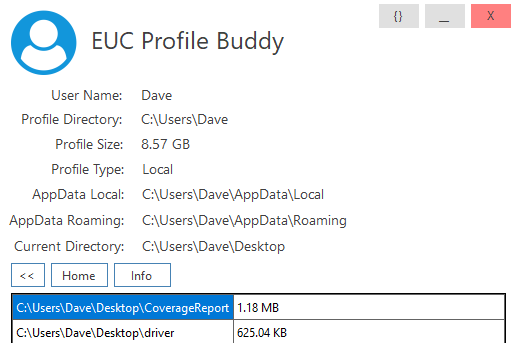 {} _ X
EUC Profile Buddy
User Name: Dave
Profile Directory: C:\Users\Dave
Profile Size: 8.57 GB
Profile Type: Local
AppData Local: C:\Users\Dave\AppData\Local
AppData Roaming: C:\Users\Dave\AppData\Roaming
Current Directory: C:\Users\Dave\Desktop
<< Home Info
C:\Users\Dave\Desktop\CoverageReport 1.18 MB
C:\Users\Dave\Desktop\driver 625.04 KB